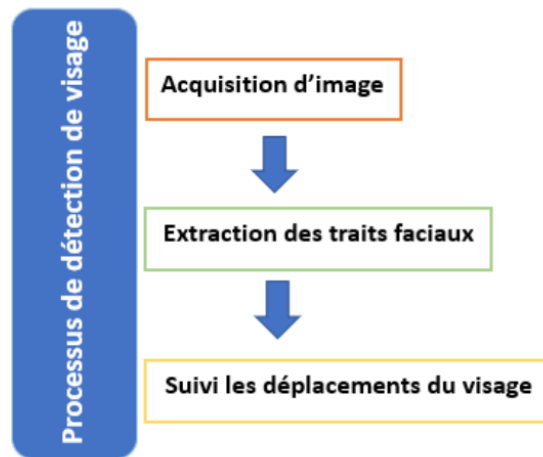 Processus de détection de visage
Acquisition d’image
Extraction des traits faciaux
Suivi les déplacements du visage